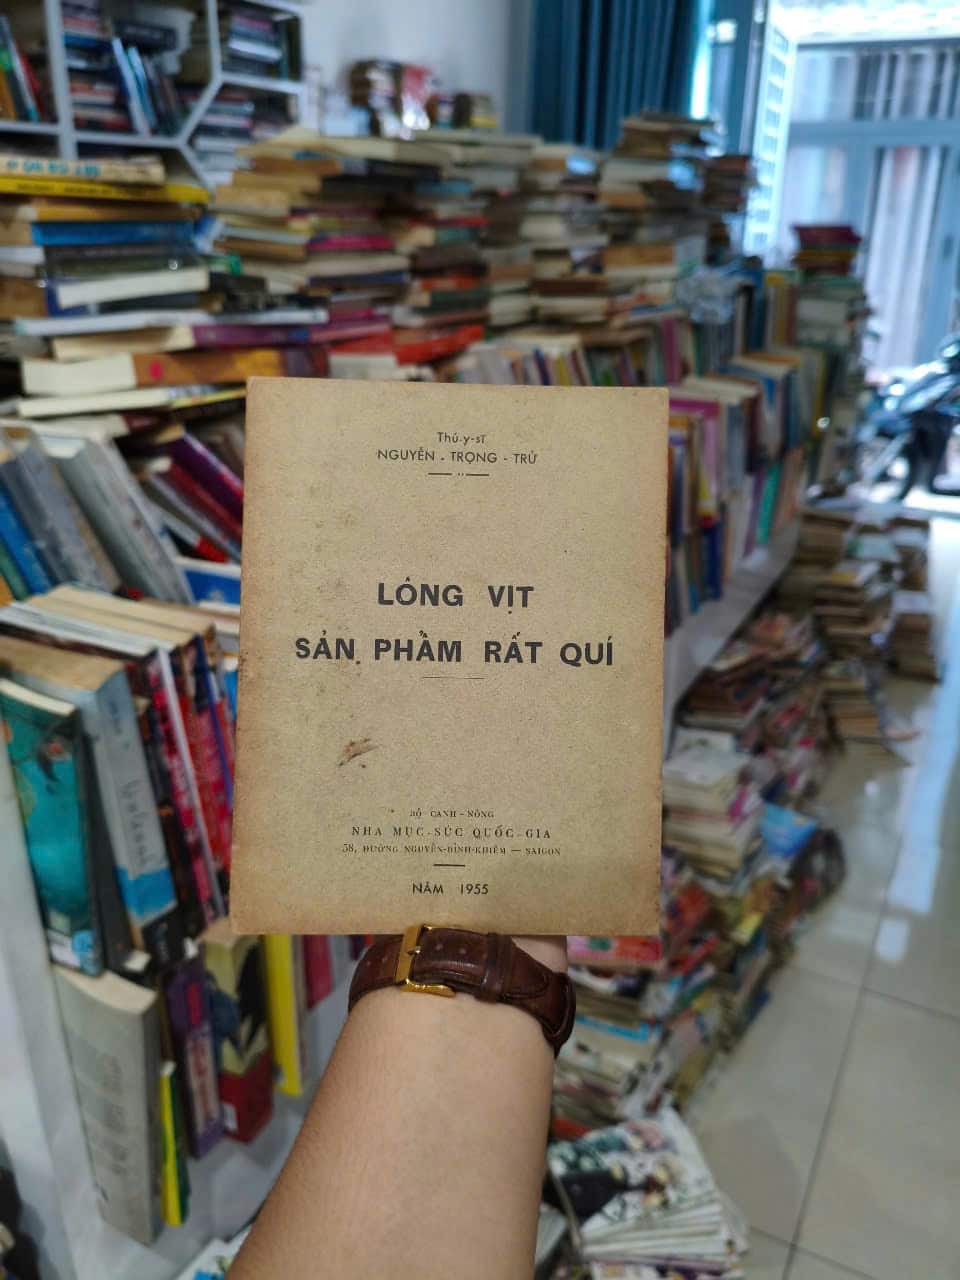 Thú-y-sĩ
NGUYỄN - TRỌNG - TRỬ
LÔNG VỊT
SẢN PHẨM RẤT QUÍ
BỘ CANH - NÔNG
NHA MỤC-SÚC QUỐC-GIA
58, ĐƯỜNG NGUYỄN-BỈNH-KHIÊM — SAIGON
NĂM 1955